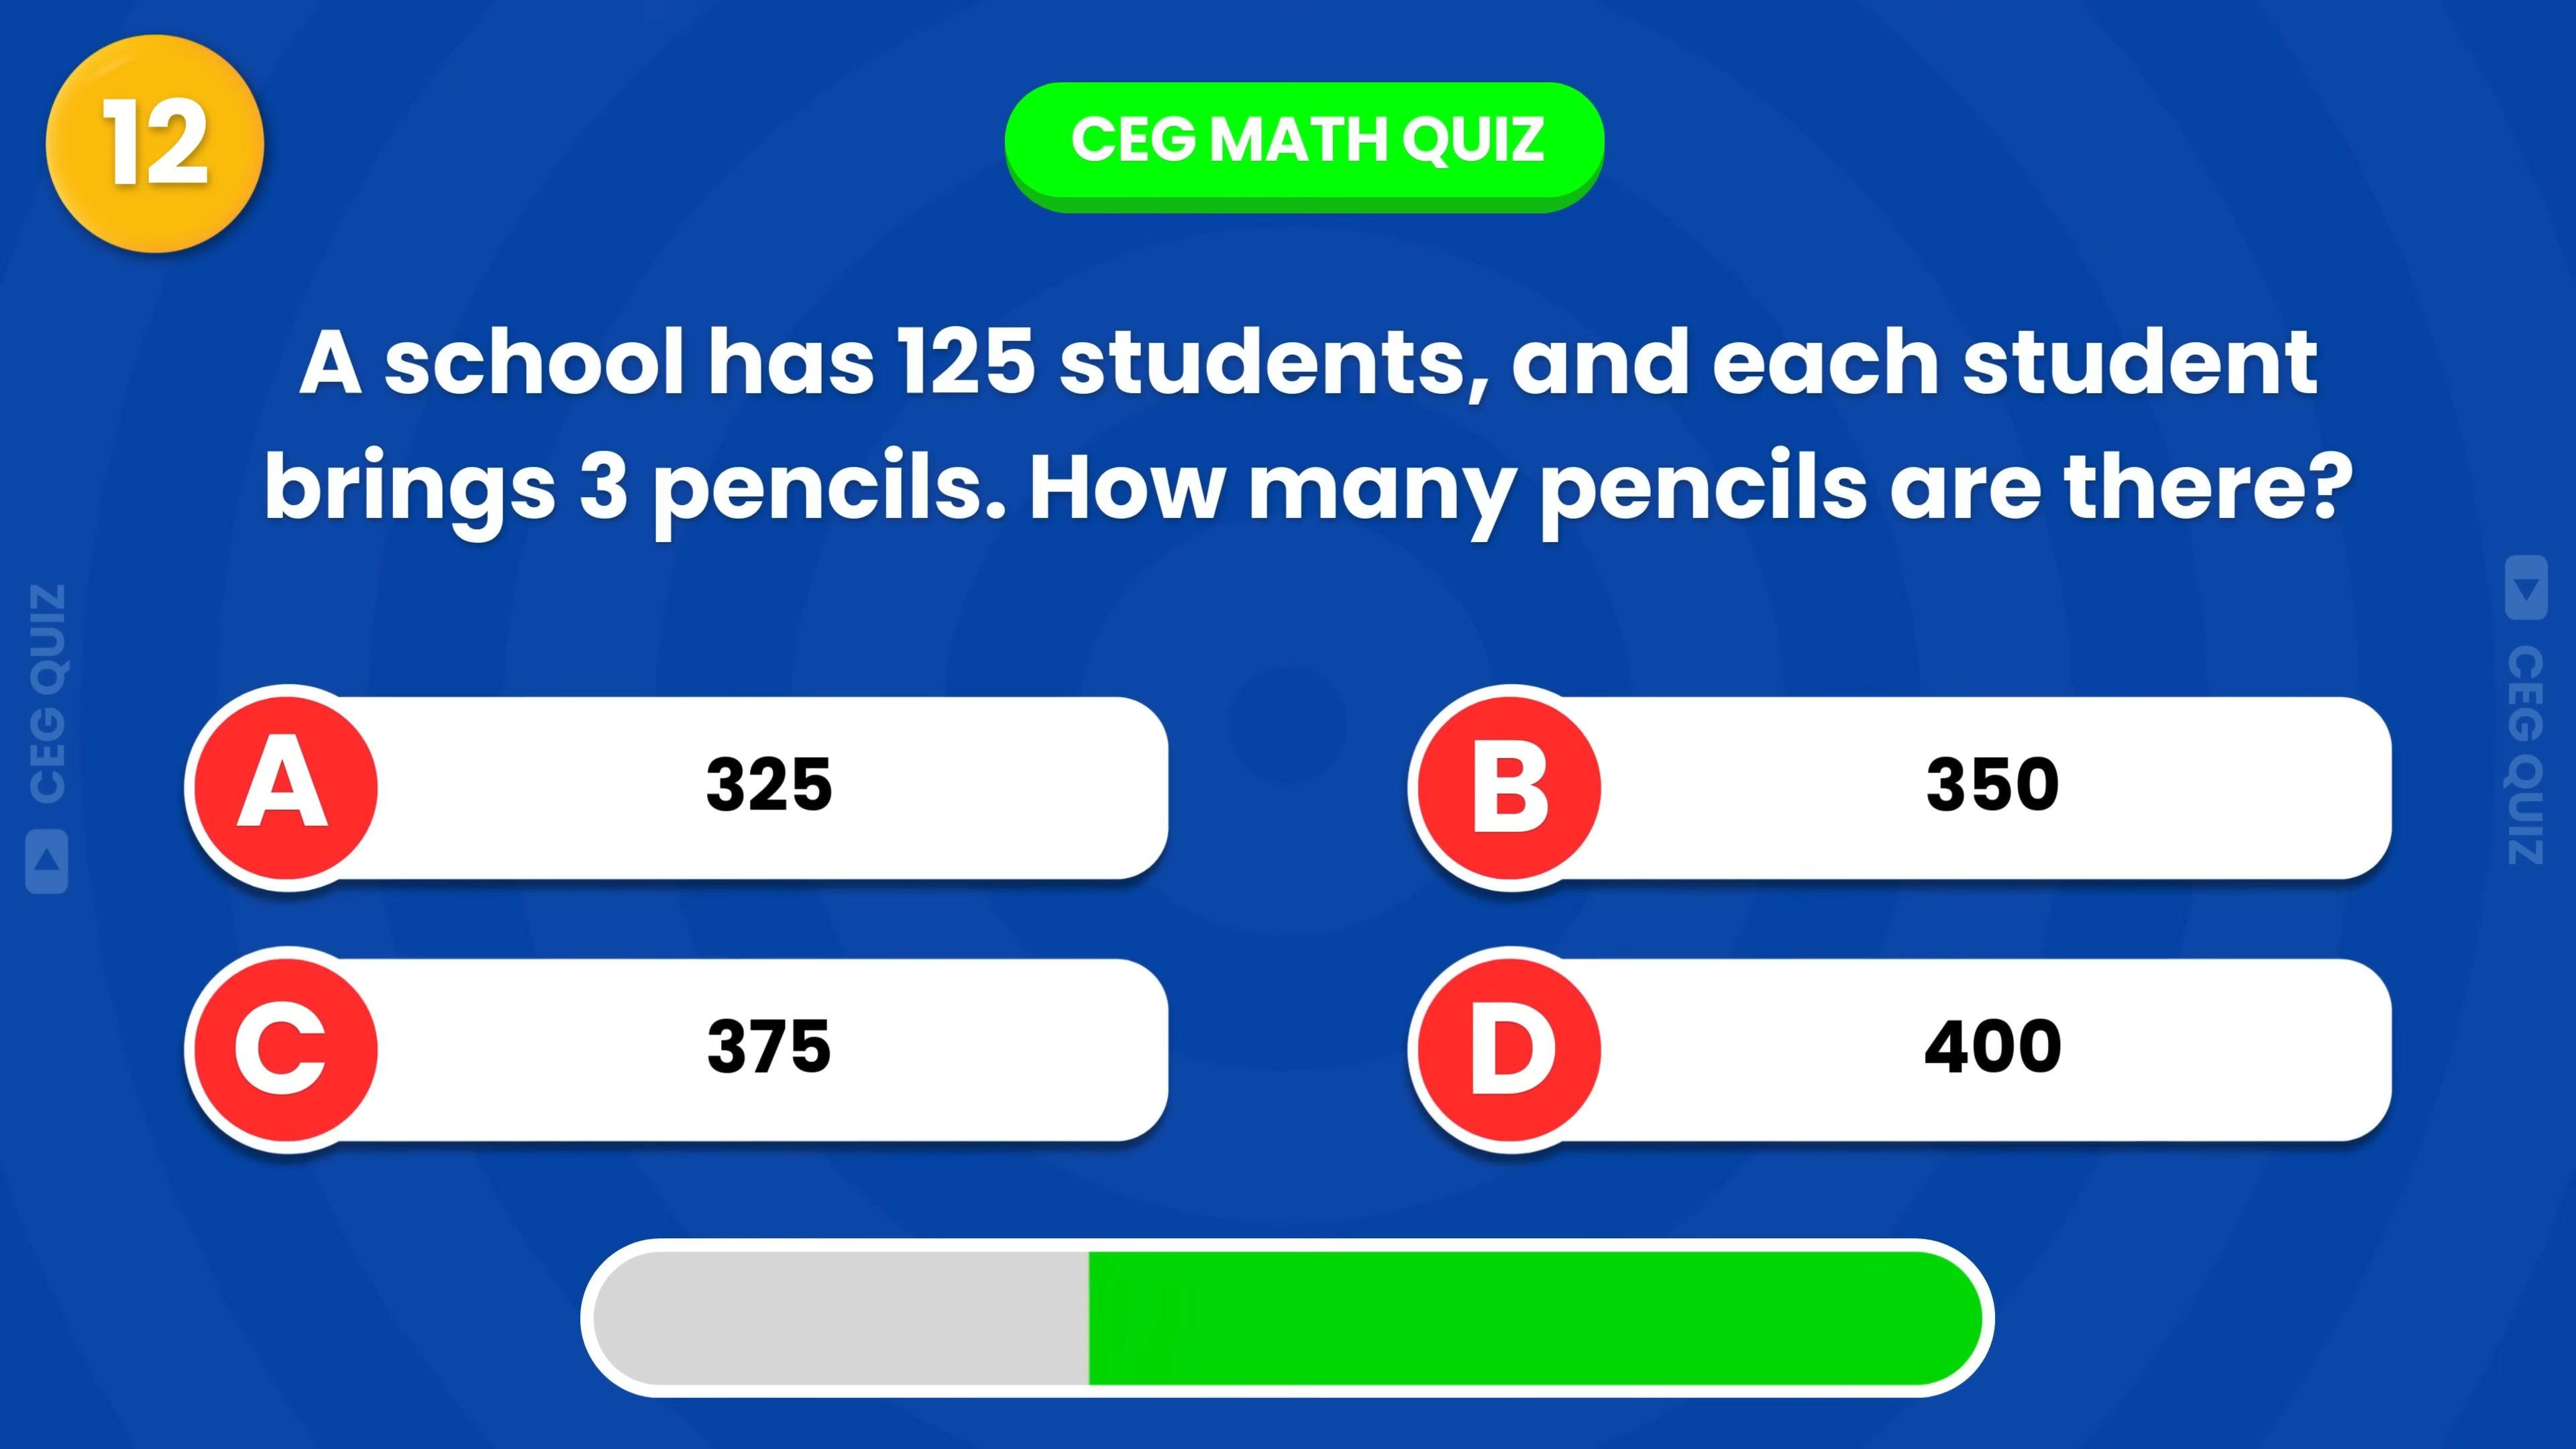 12
CEG MATH QUIZ
A school has 125 students, and each student
brings 3 pencils. How many pencils are there?
A 325
B 350
C 375
D 400
CEG QUIZ
CEG QUIZ